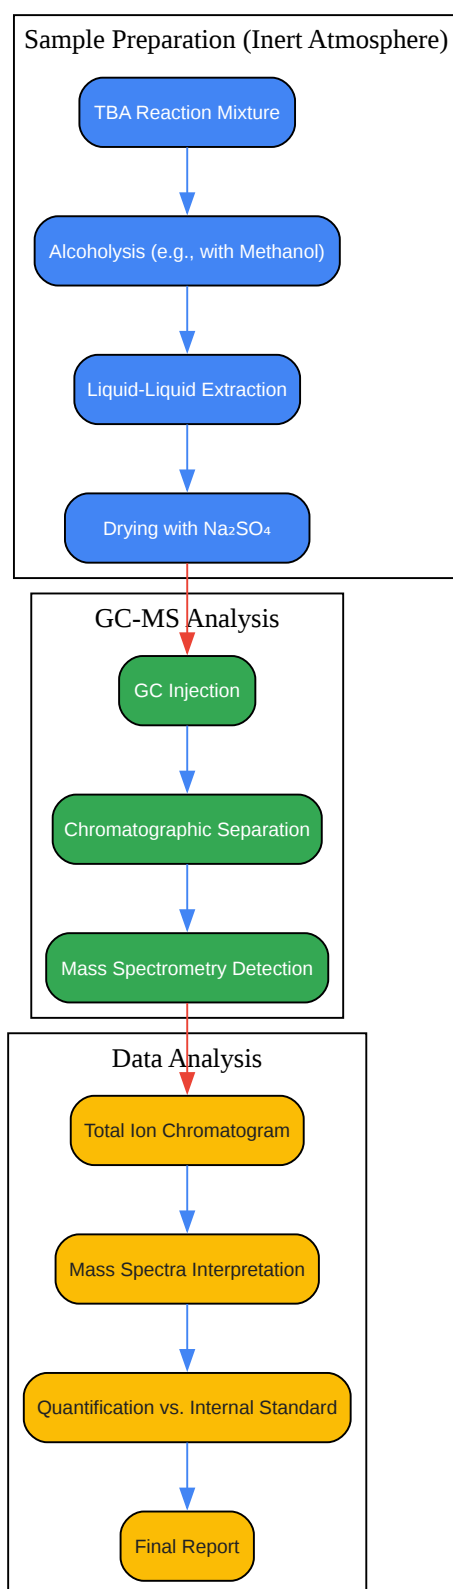 Sample Preparation (Inert Atmosphere)
TBA Reaction Mixture
Alcoholysis (e.g., with Methanol)
Liquid-Liquid Extraction
Drying with Na₂SO₄
GC-MS Analysis
GC Injection
Chromatographic Separation
Mass Spectrometry Detection
Data Analysis
Total Ion Chromatogram
Mass Spectra Interpretation
Quantification vs. Internal Standard
Final Report